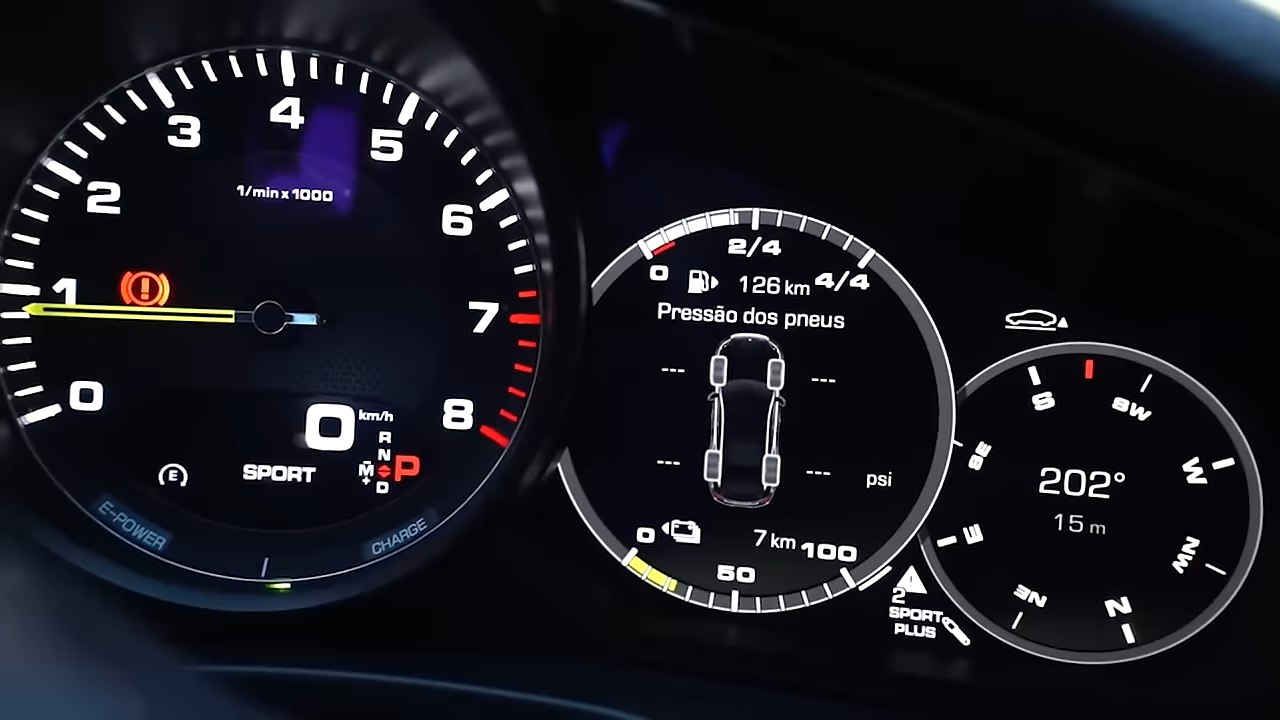 0
1
2
3
4
5
6
7
8
1/min x 1000
0 km/h
R
N
M P
+
D
E
SPORT
E-POWER
CHARGE
0
2/4
4/4
126 km
Pressão dos pneus
--- ---
--- --- psi
0
7 km
50
100
2
SPORT
PLUS
S
SW
W
NW
N
NE
E
SE
202°
15 m